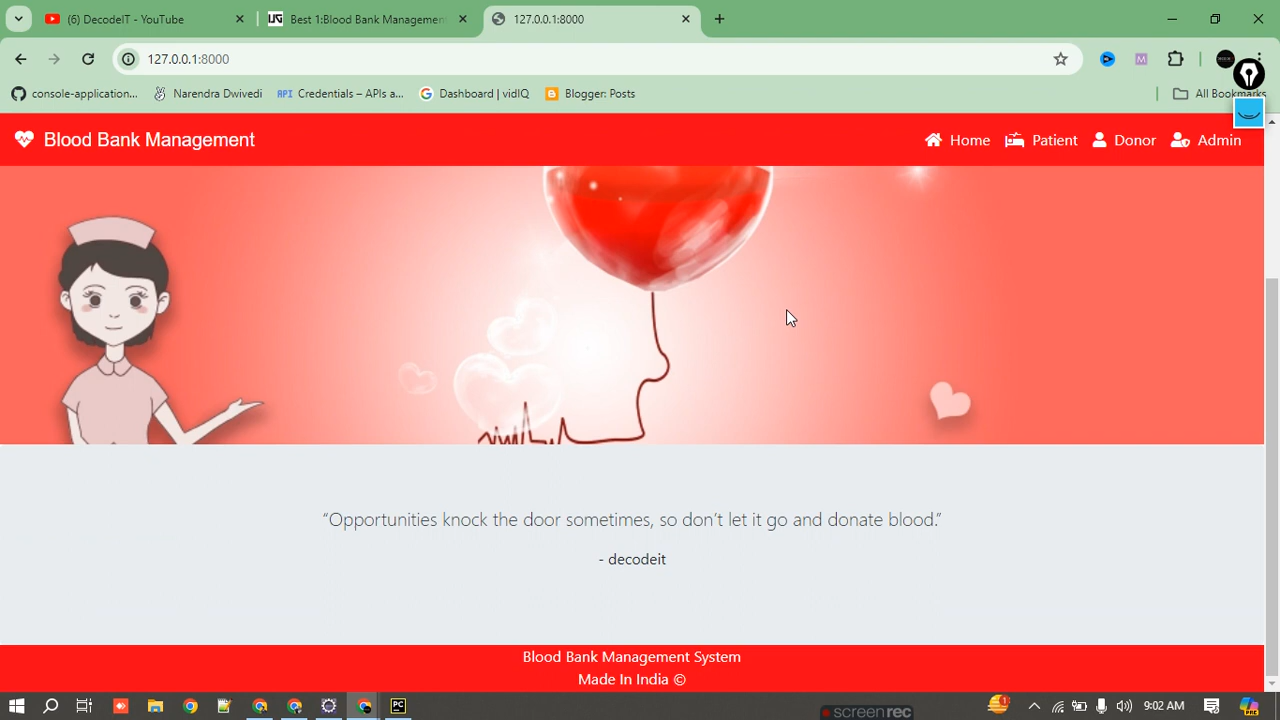 (6) DecodeIT - YouTube
Best 1:Blood Bank Managemen
127.0.0.1:8000
127.0.0.1:8000
console-application...
Narendra Dwivedi
API Credentials – APIs a...
Dashboard | vidIQ
Blogger: Posts
All Bookmarks
Blood Bank Management
Home
Patient
Donor
Admin
“Opportunities knock the door sometimes, so don’t let it go and donate blood.”
- decodeit
Blood Bank Management System
Made In India ©
screenrec
9:02 AM